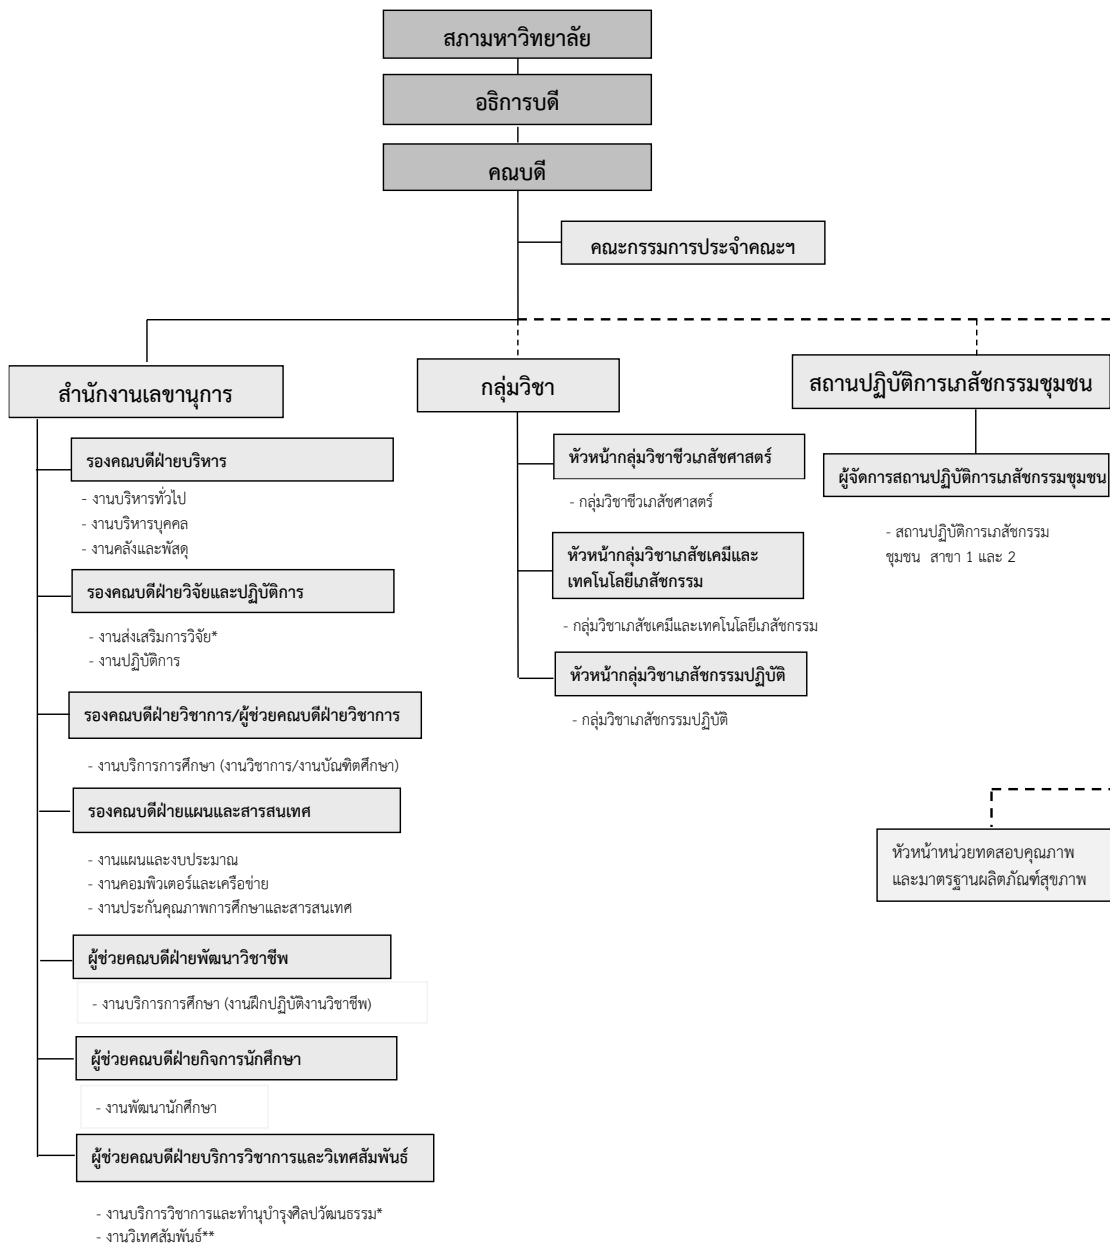 สภามหาวิทยาลัย
อธิการบดี
คณบดี
คณะกรรมการประจำคณะฯ
สำนักงานเลขานุการ
รองคณบดีฝ่ายบริหาร
- งานบริหารทั่วไป
- งานบริหารบุคคล
- งานคลังและพัสดุ
รองคณบดีฝ่ายวิจัยและปฏิบัติการ
- งานส่งเสริมการวิจัย*
- งานปฏิบัติการ
รองคณบดีฝ่ายวิชาการ/ผู้ช่วยคณบดีฝ่ายวิชาการ
- งานบริการการศึกษา (งานวิชาการ/งานบัณฑิตศึกษา)
รองคณบดีฝ่ายแผนและสารสนเทศ
- งานแผนและงบประมาณ
- งานคอมพิวเตอร์และเครือข่าย
- งานประกันคุณภาพการศึกษาและสารสนเทศ
ผู้ช่วยคณบดีฝ่ายพัฒนาวิชาชีพ
- งานบริการการศึกษา (งานฝึกปฏิบัติงานวิชาชีพ)
ผู้ช่วยคณบดีฝ่ายกิจการนักศึกษา
- งานพัฒนานักศึกษา
ผู้ช่วยคณบดีฝ่ายบริการวิชาการและวิเทศสัมพันธ์
- งานบริการวิชาการและทำนุบำรุงศิลปวัฒนธรรม*
- งานวิเทศสัมพันธ์**
กลุ่มวิชา
หัวหน้ากลุ่มวิชาชีวเภสัชศาสตร์
- กลุ่มวิชาชีวเภสัชศาสตร์
หัวหน้ากลุ่มวิชาเภสัชเคมีและ
เทคโนโลยีเภสัชกรรม
- กลุ่มวิชาเภสัชเคมีและเทคโนโลยีเภสัชกรรม
หัวหน้ากลุ่มวิชาเภสัชกรรมปฏิบัติ
- กลุ่มวิชาเภสัชกรรมปฏิบัติ
สถานปฏิบัติการเภสัชกรรมชุมชน
ผู้จัดการสถานปฏิบัติการเภสัชกรรมชุมชน
- สถานปฏิบัติการเภสัชกรรม
ชุมชน สาขา 1 และ 2
หัวหน้าหน่วยทดสอบคุณภาพ
และมาตรฐานผลิตภัณฑ์สุขภาพ